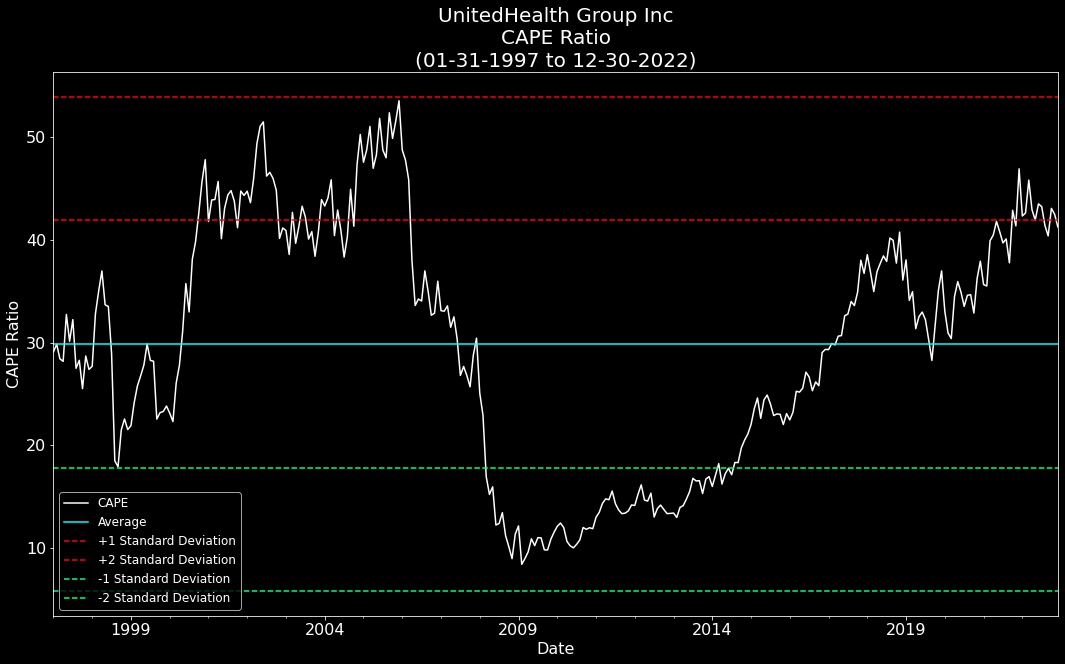 UnitedHealth Group Inc
CAPE Ratio
(01-31-1997 to 12-30-2022)
CAPE Ratio
50
40
30
20
10
CAPE
Average
+1 Standard Deviation
+2 Standard Deviation
-1 Standard Deviation
-2 Standard Deviation
1999
2004
2009
2014
2019
Date